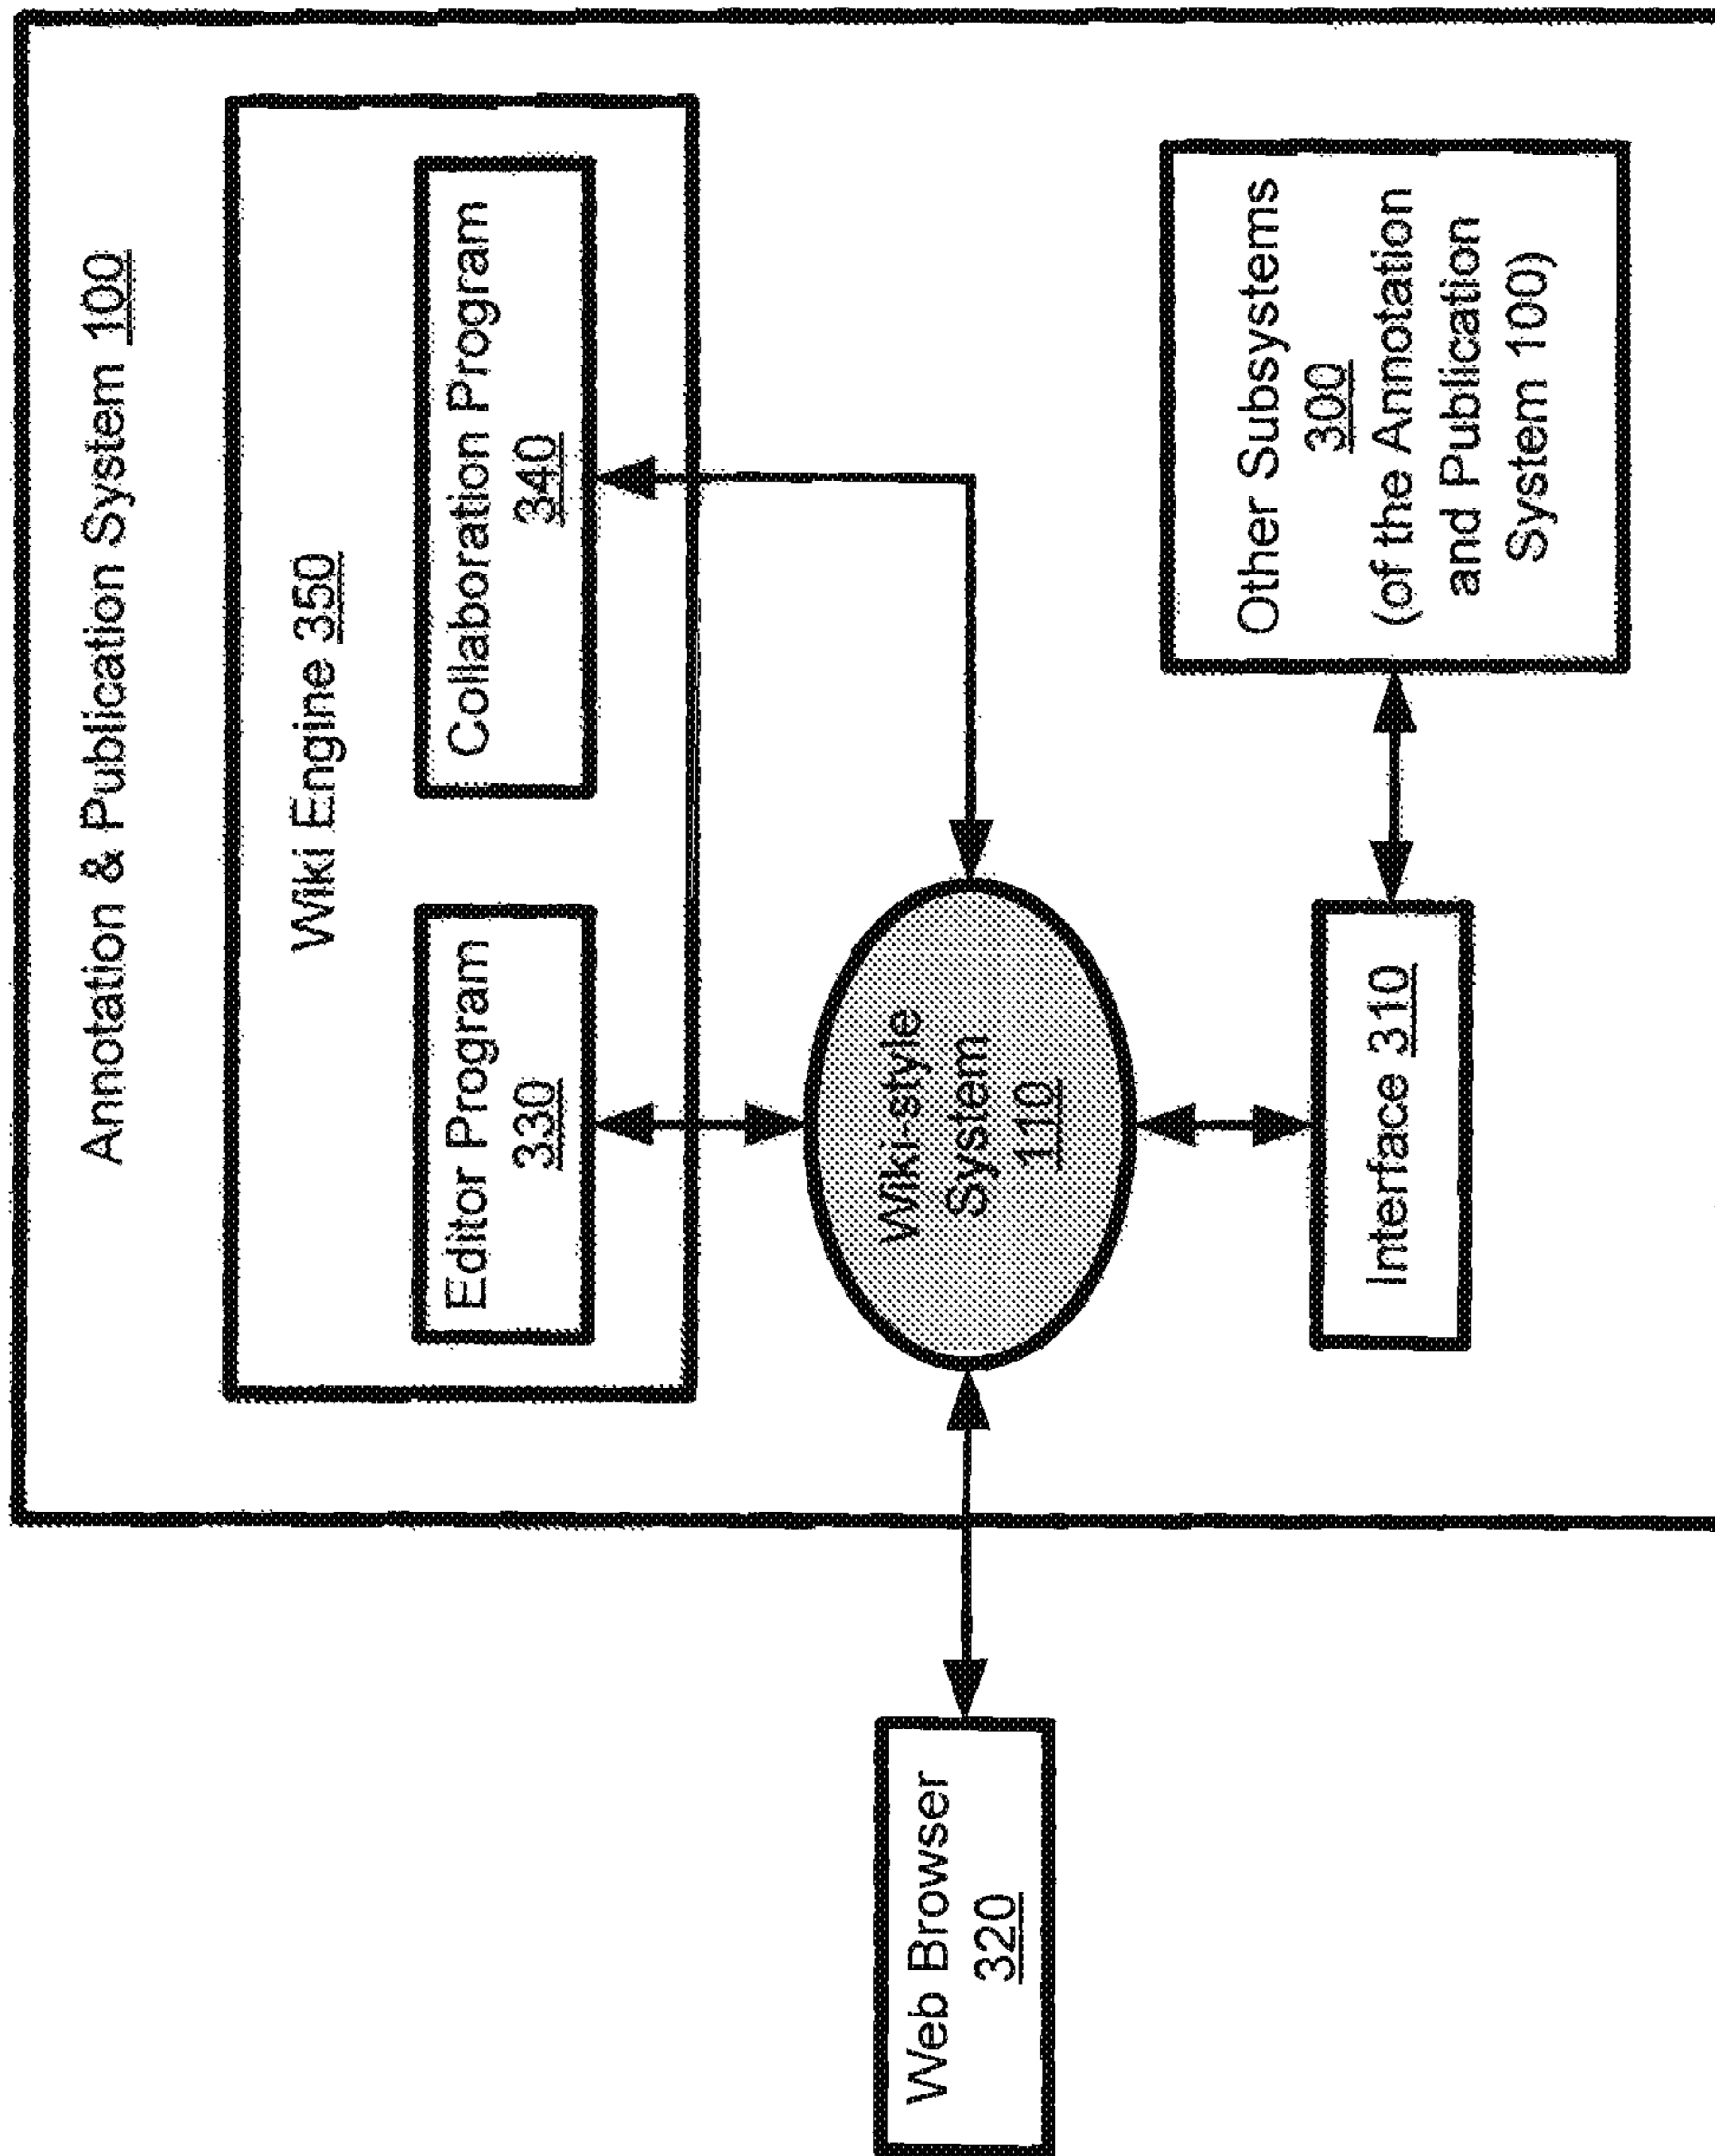 Annotation & Publication System 100
Wiki Engine 350
Editor Program
330
Collaboration Program
340
Web Browser
320
Wiki-style
System
110
Interface 310
Other Subsystems
300
(of the Annotation
and Publication
System 100)